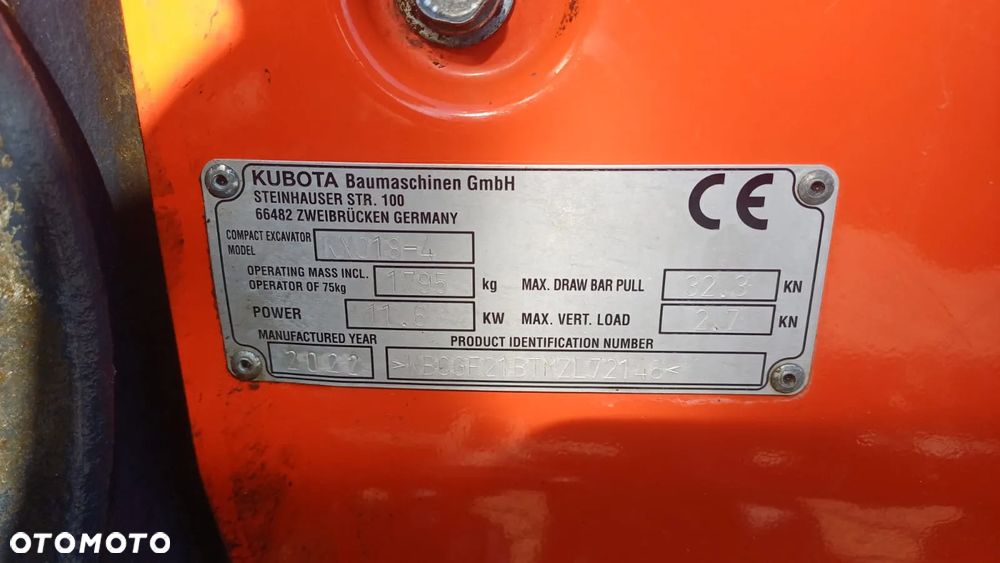 KUBOTA Baumaschinen GmbH
STEINHAUSER STR. 100
66482 ZWEIBRÜCKEN GERMANY
CE
COMPACT EXCAVATOR MODEL KX018-4
OPERATING MASS INCL. OPERATOR OF 75kg 1795 kg MAX. DRAW BAR PULL 32.3 KN
POWER 11.6 KW MAX. VERT. LOAD 2.7 KN
MANUFACTURED YEAR PRODUCT IDENTIFICATION NUMBER
2022
OTOMOTO